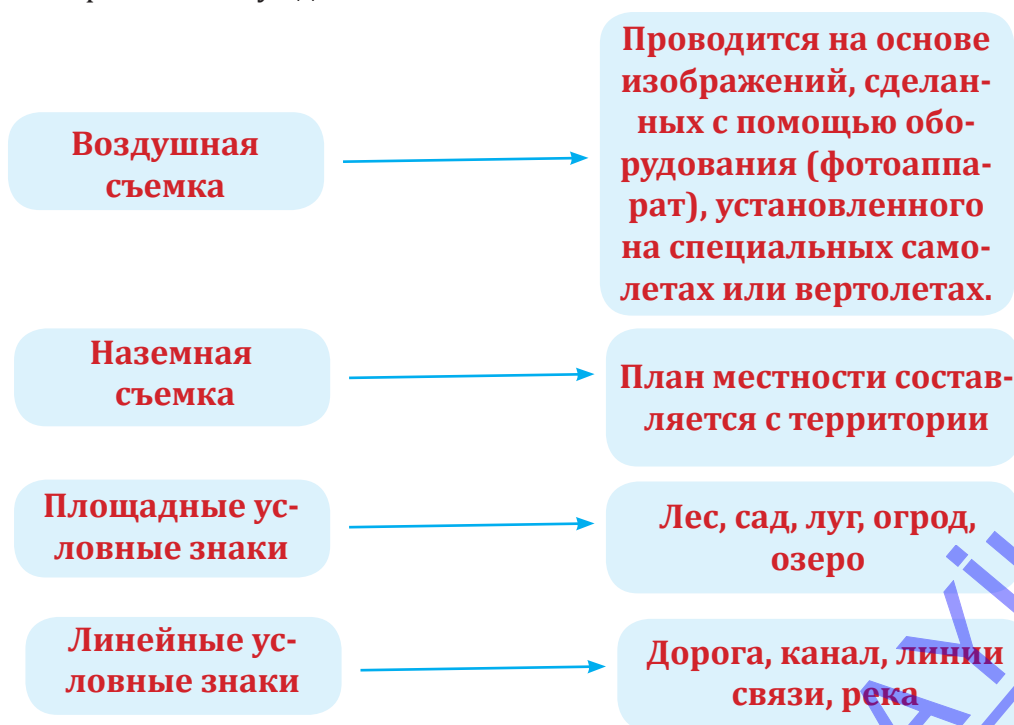 Воздушная
съемка
Проводится на основе
изображений, сделан-
ных с помощью обо-
рудования (фотоаппа-
рат), установленного
на специальных само-
летах или вертолетах.
Наземная
съемка
План местности состав-
ляется с территории
Площадные ус-
ловные знаки
Лес, сад, луг, огрод,
озеро
Линейные ус-
ловные знаки
Дорога, канал, линии
связи, река